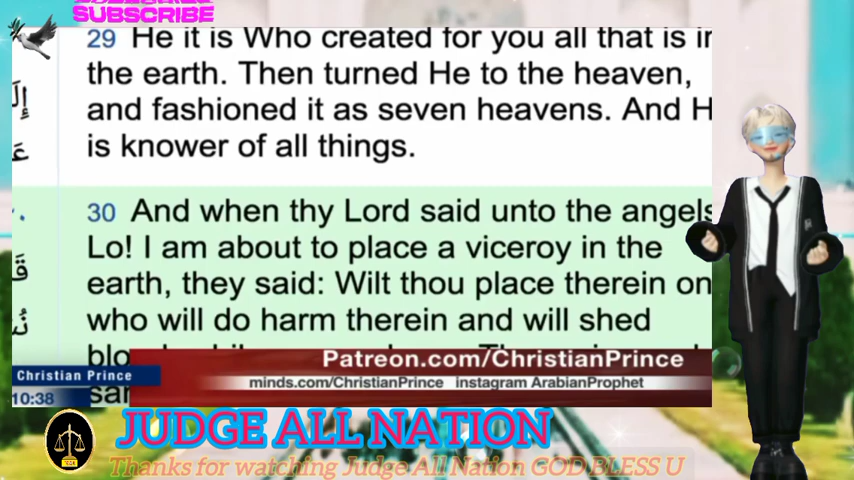 SUBSCRIBE
29 He it is Who created for you all that is in
the earth. Then turned He to the heaven,
and fashioned it as seven heavens. And H
is knower of all things.
30 And when thy Lord said unto the angels
Lo! I am about to place a viceroy in the
earth, they said: Wilt thou place therein on
who will do harm therein and will shed
Patreon.com/ChristianPrince
Christian Prince
minds.com/ChristianPrince instagram ArabianProphet
10:38
JUDGE ALL NATION
Thanks for watching Judge All Nation GOD BLESS U